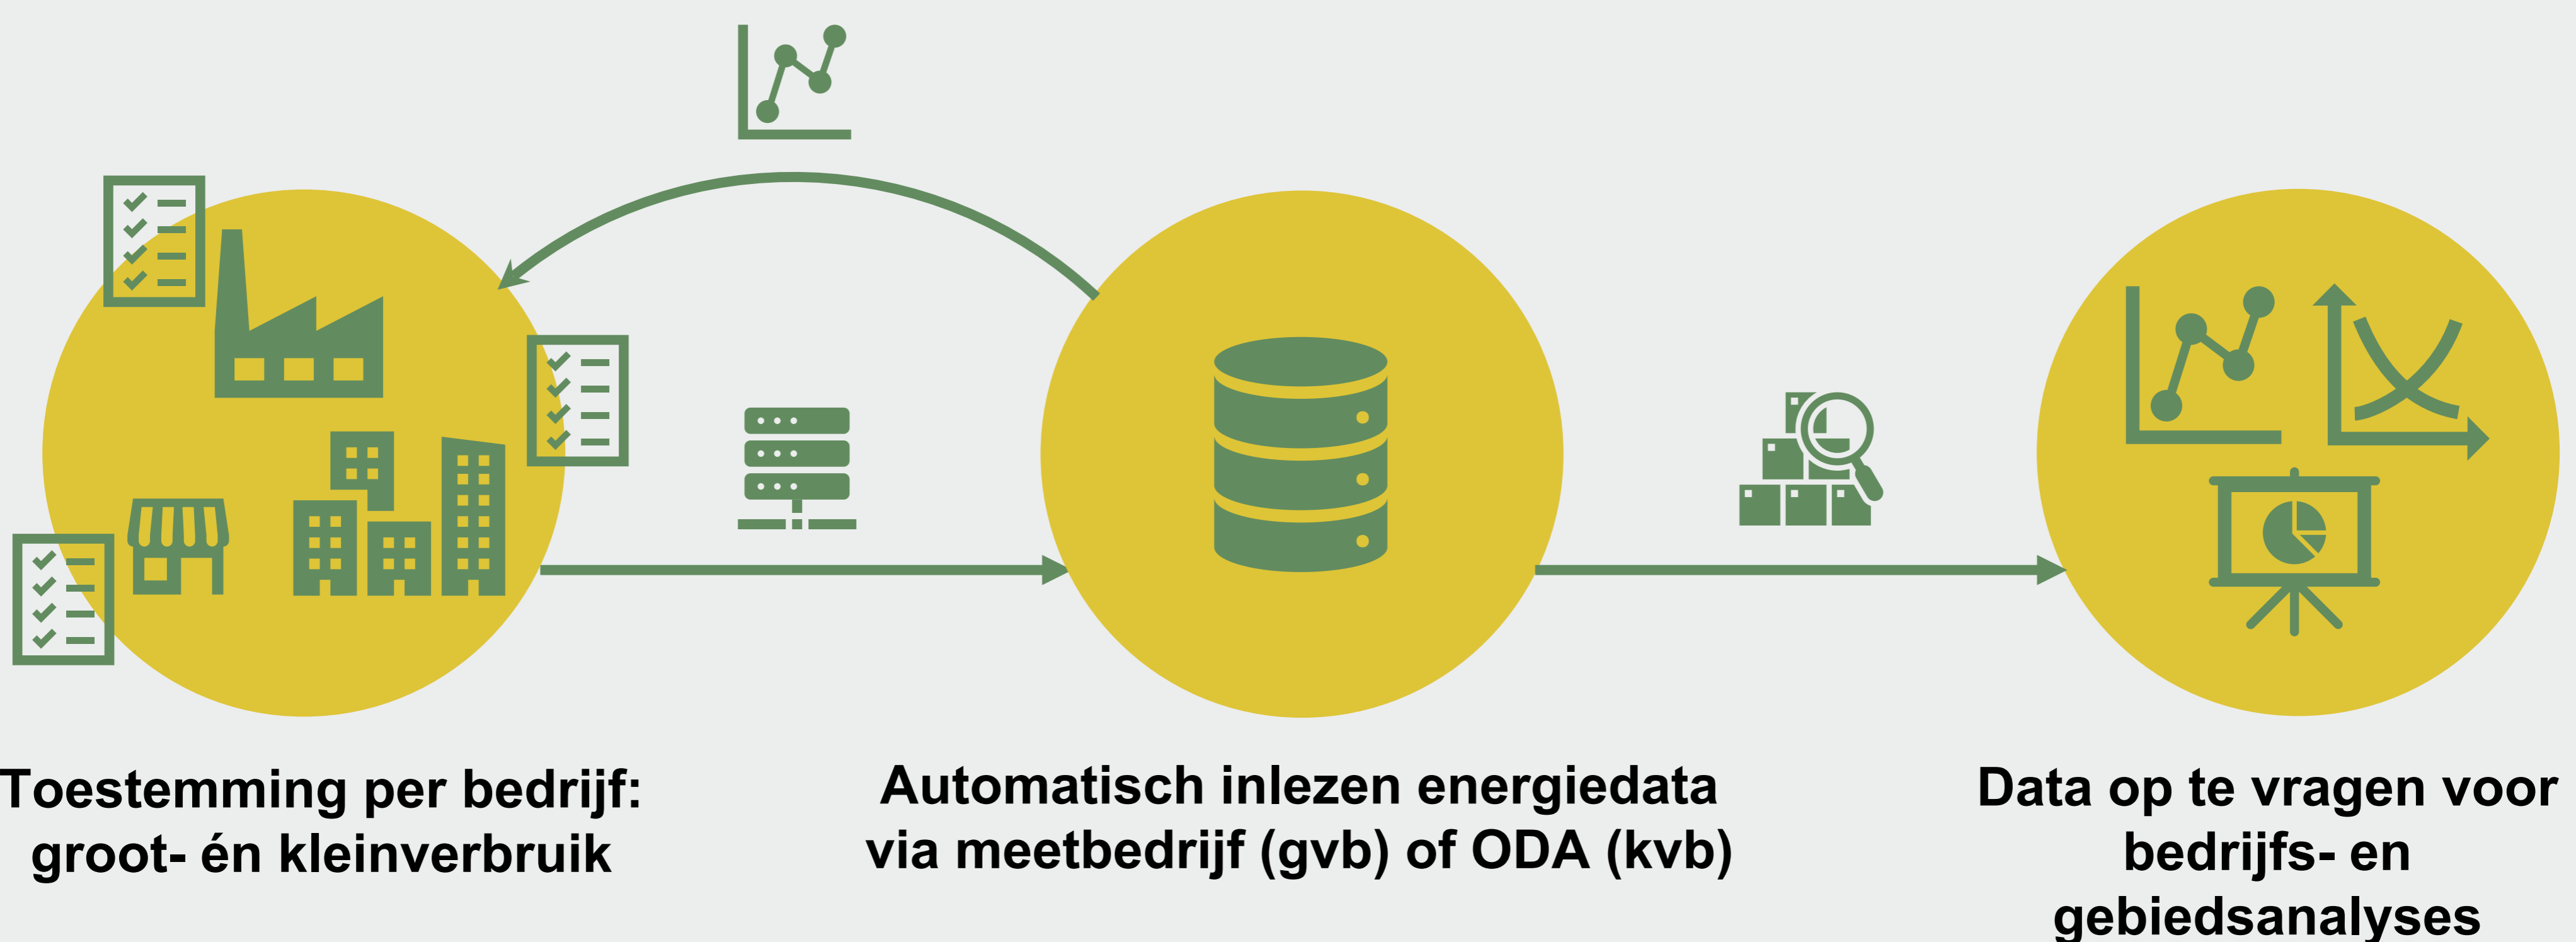 Toestemming per bedrijf:
groot- én kleinverbruik
Automatisch inlezen energiedata
via meetbedrijf (gvb) of ODA (kvb)
Data op te vragen voor
bedrijfs- en
gebiedsanalyses